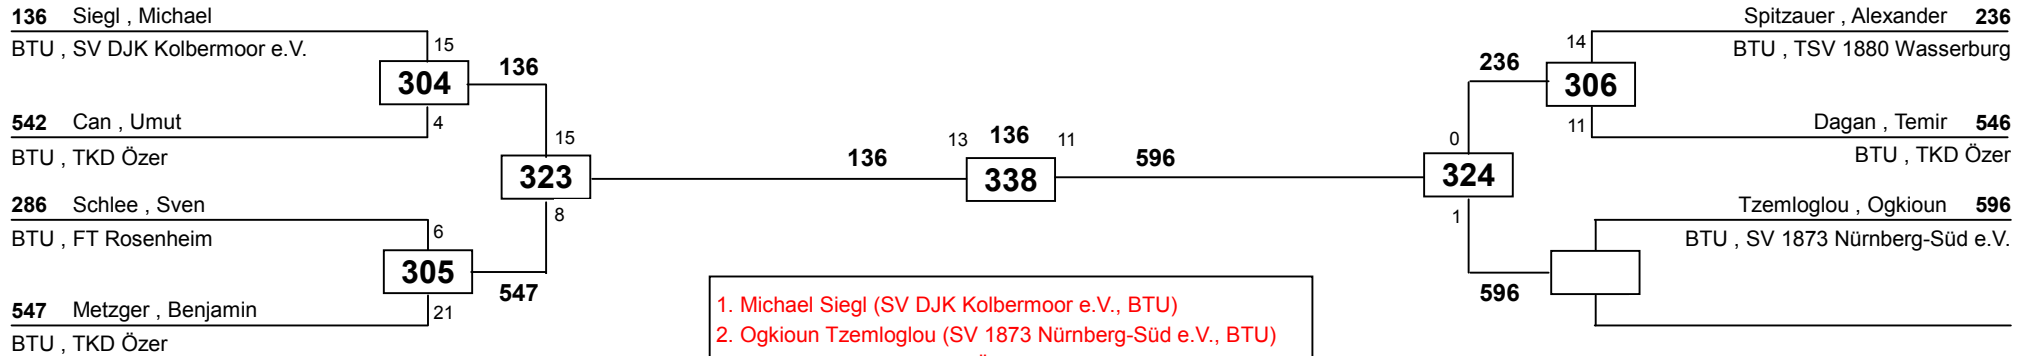 136 Siegl , Michael
BTU , SV DJK Kolbermoor e.V.
15
304
136
4
542 Can , Umut
BTU , TKD Özer
15
323
8
136
286 Schlee , Sven
BTU , FT Rosenheim
6
305
547
21
547 Metzger , Benjamin
BTU , TKD Özer
13 136 11
338
596
Spitzauer , Alexander 236
BTU , TSV 1880 Wasserburg
14
236
306
11
Dagan , Temir 546
BTU , TKD Özer
0
324
1
Tzemloglou , Ogkioun 596
BTU , SV 1873 Nürnberg-Süd e.V.
596
1. Michael Siegl (SV DJK Kolbermoor e.V., BTU)
2. Ogkioun Tzemloglou (SV 1873 Nürnberg-Süd e.V., BTU)